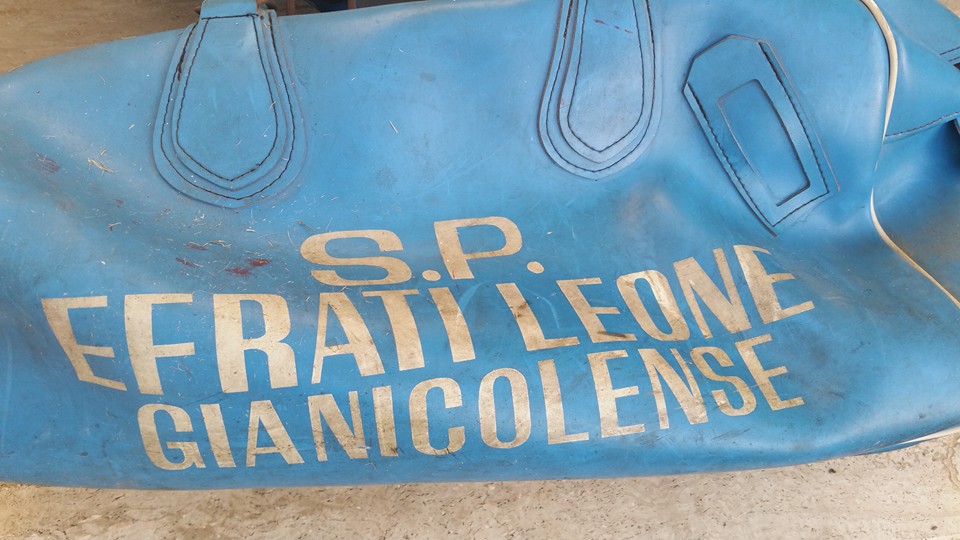 S.P.
EFRATI LEONE
GIANICOLENSE